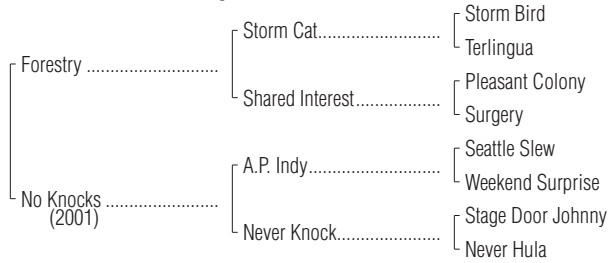 Storm Bird
Storm Cat..........................
Terlingua
Forestry ............................
Pleasant Colony
Shared Interest..................
Surgery
Seattle Slew
A.P. Indy............................
Weekend Surprise
No Knocks ........................
(2001)
Stage Door Johnny
Never Knock......................
Never Hula